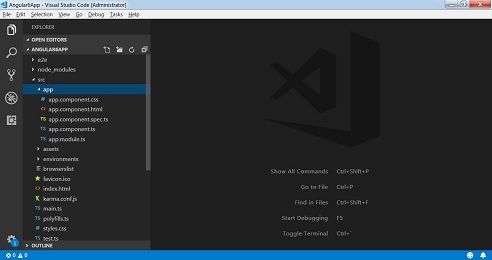 Angular6App - Visual Studio Code [Administrator]
File Edit Selection View Go Debug Tasks Help
EXPLORER
OPEN EDITORS
ANGULAR6APP
e2e
node_modules
src
app
app.component.css
app.component.html
app.component.spec.ts
app.component.ts
app.module.ts
assets
environments
browserslist
favicon.ico
index.html
karma.conf.js
main.ts
polyfills.ts
styles.css
test.ts
OUTLINE
Show All Commands Ctrl+Shift+P
Go to File Ctrl+P
Find in Files Ctrl+Shift+F
Start Debugging F5
Toggle Terminal Ctrl+`
0 0